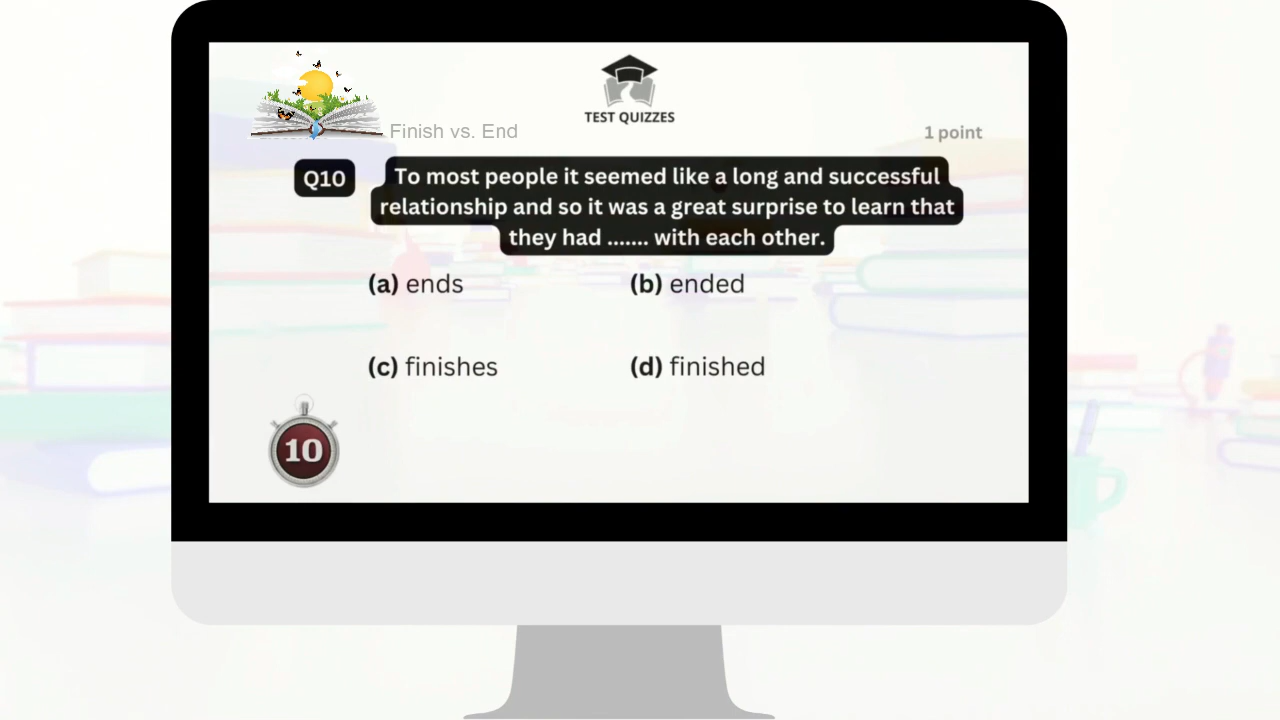 TEST QUIZZES
Finish vs. End
1 point
Q10
To most people it seemed like a long and successful
relationship and so it was a great surprise to learn that
they had ....... with each other.
(a) ends
(b) ended
(c) finishes
(d) finished
10